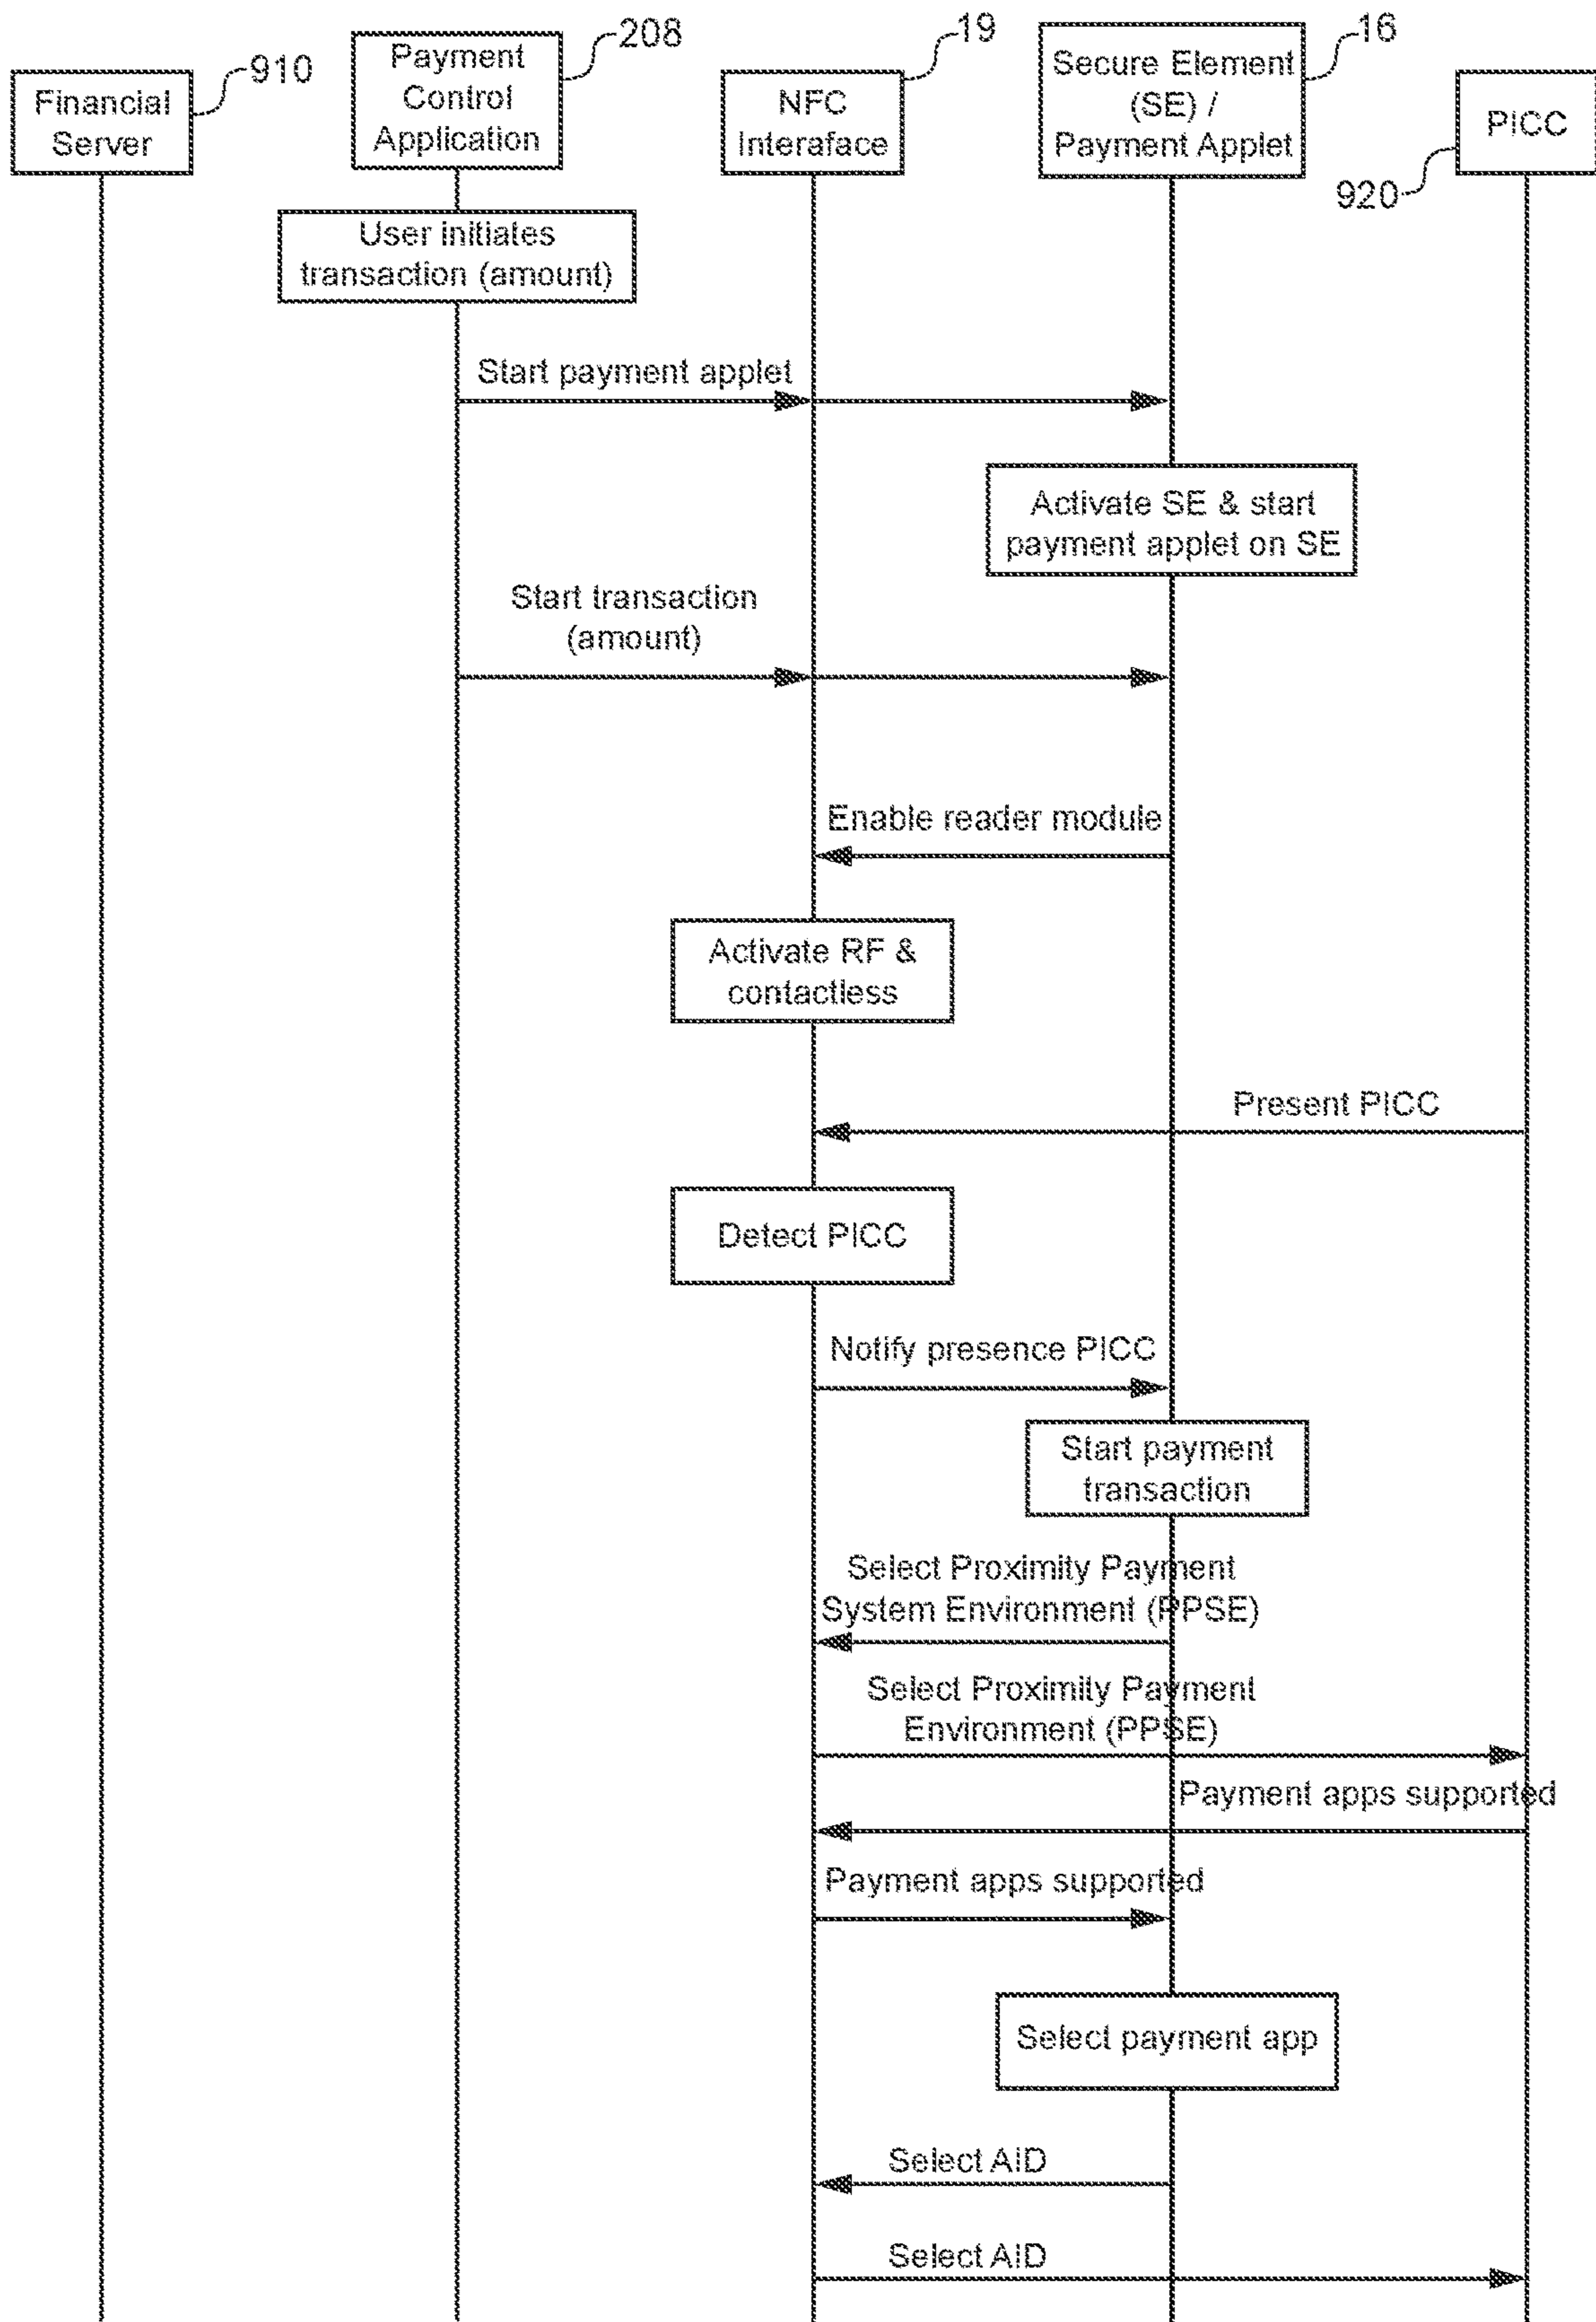 208
19
16
910
920
Financial
Server
Payment
Control
Application
NFC
Interaface
Secure Element
(SE) /
Payment Applet
PICC
User initiates
transaction (amount)
Start payment applet
Activate SE & start
payment applet on SE
Start transaction
(amount)
Enable reader module
Activate RF &
contactless
Present PICC
Detect PICC
Notify presence PICC
Start payment
transaction
Select Proximity Payment
System Environment (PPSE)
Select Proximity Payment
Environment (PPSE)
Payment apps supported
Payment apps supported
Select payment app
Select AID
Select AID